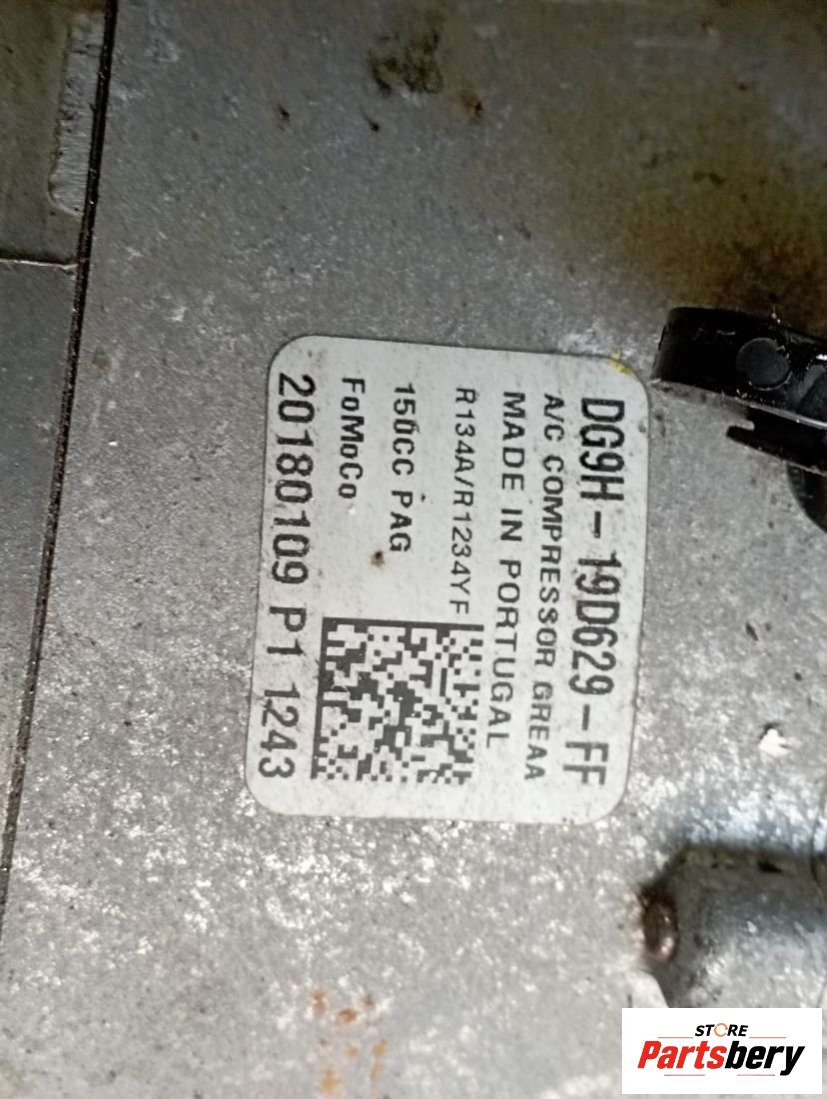 DG9H-19D629-FF
A/C COMPRESSOR GREAA
MADE IN PORTUGAL
R134A/R1234YF
150CC PAG
FoMoCo
20180109 P1 1243
STORE
Partsbery